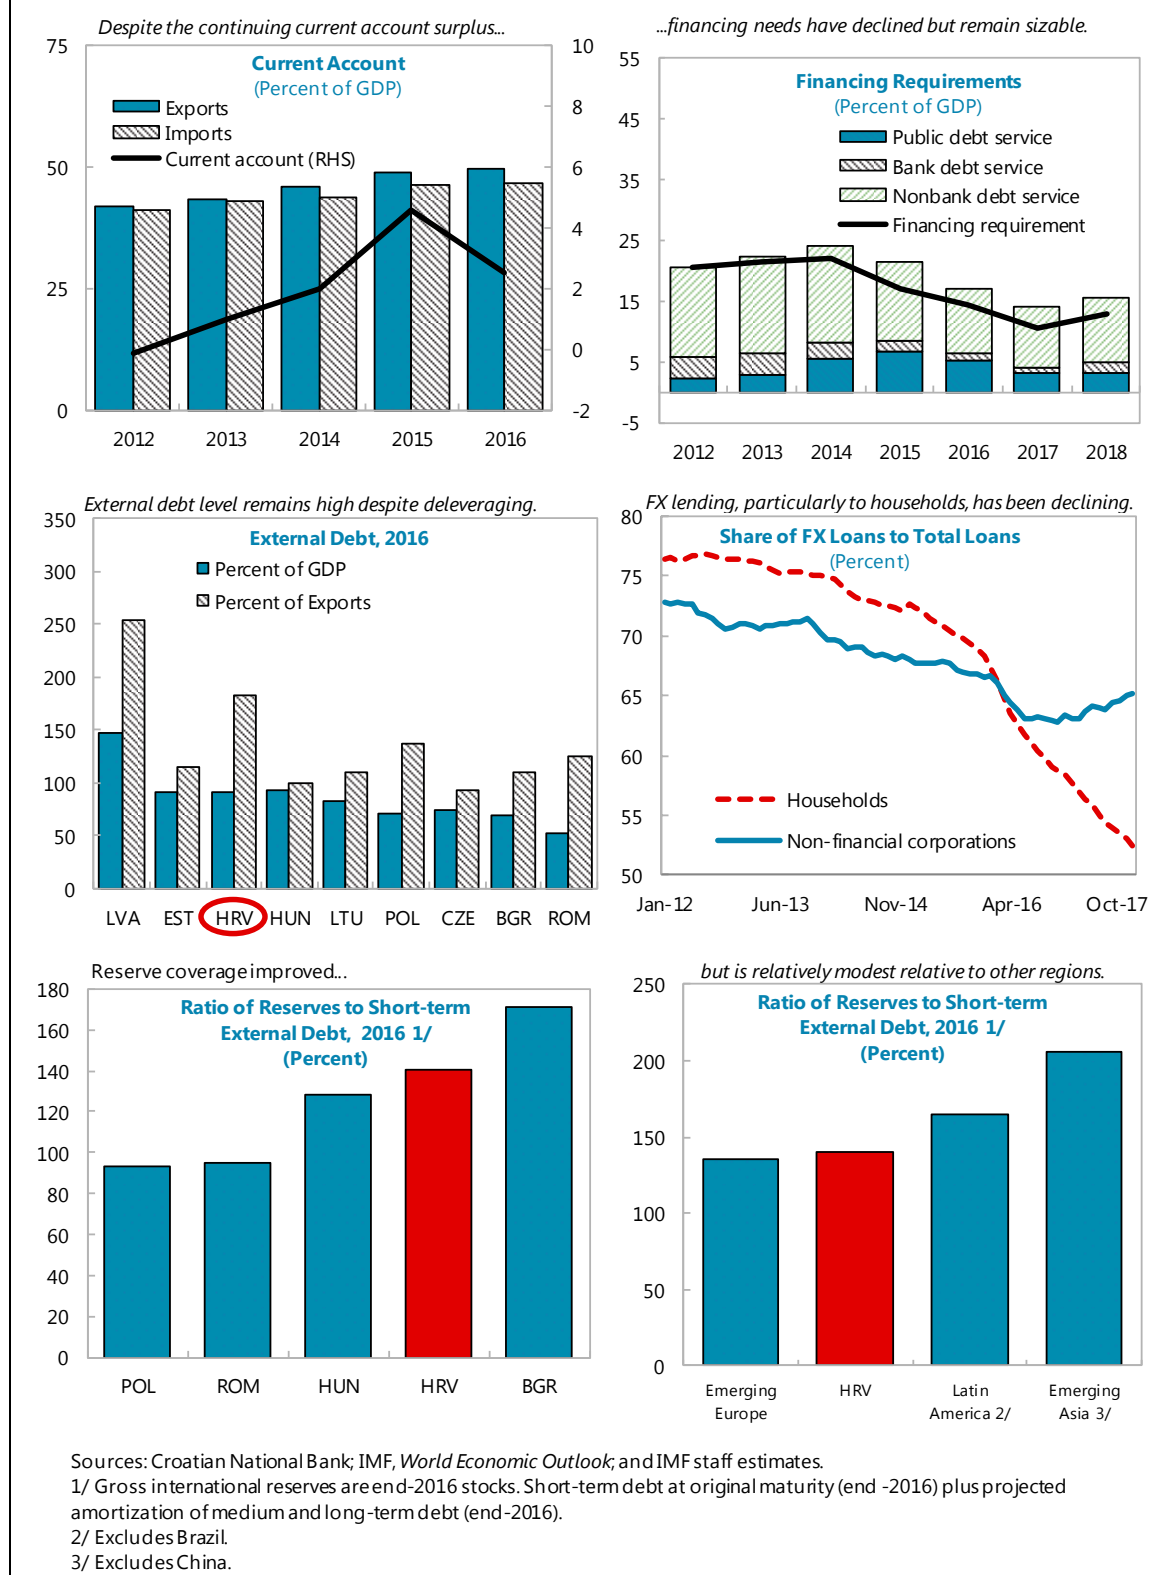 Despite the continuing current account surplus...
Current Account
(Percent of GDP)
Exports
Imports
Current account (RHS)
75
50
25
0
10
8
6
4
2
0
-2
2012 2013 2014 2015 2016
...financing needs have declined but remain sizable.
Financing Requirements
(Percent of GDP)
Public debt service
Bank debt service
Nonbank debt service
Financing requirement
55
45
35
25
15
5
-5
2012 2013 2014 2015 2016 2017 2018
External debt level remains high despite deleveraging.
External Debt, 2016
Percent of GDP
Percent of Exports
350
300
250
200
150
100
50
0
LVA EST HRV HUN LTU POL CZE BGR ROM
FX lending, particularly to households, has been declining.
Share of FX Loans to Total Loans
(Percent)
80
75
70
65
60
55
50
Households
Non-financial corporations
Jan-12 Jun-13 Nov-14 Apr-16 Oct-17
Reserve coverage improved...
Ratio of Reserves to Short-term
External Debt, 2016 1/
(Percent)
180
160
140
120
100
80
60
40
20
0
POL ROM HUN HRV BGR
but is relatively modest relative to other regions.
Ratio of Reserves to Short-term
External Debt, 2016 1/
(Percent)
250
200
150
100
50
0
Emerging Europe
HRV
Latin America 2/
Emerging Asia 3/
Sources: Croatian National Bank; IMF, World Economic Outlook; and IMF staff estimates.
1/ Gross international reserves are end-2016 stocks. Short-term debt at original maturity (end -2016) plus projected
amortization of medium and long-term debt (end-2016).
2/ Excludes Brazil.
3/ Excludes China.